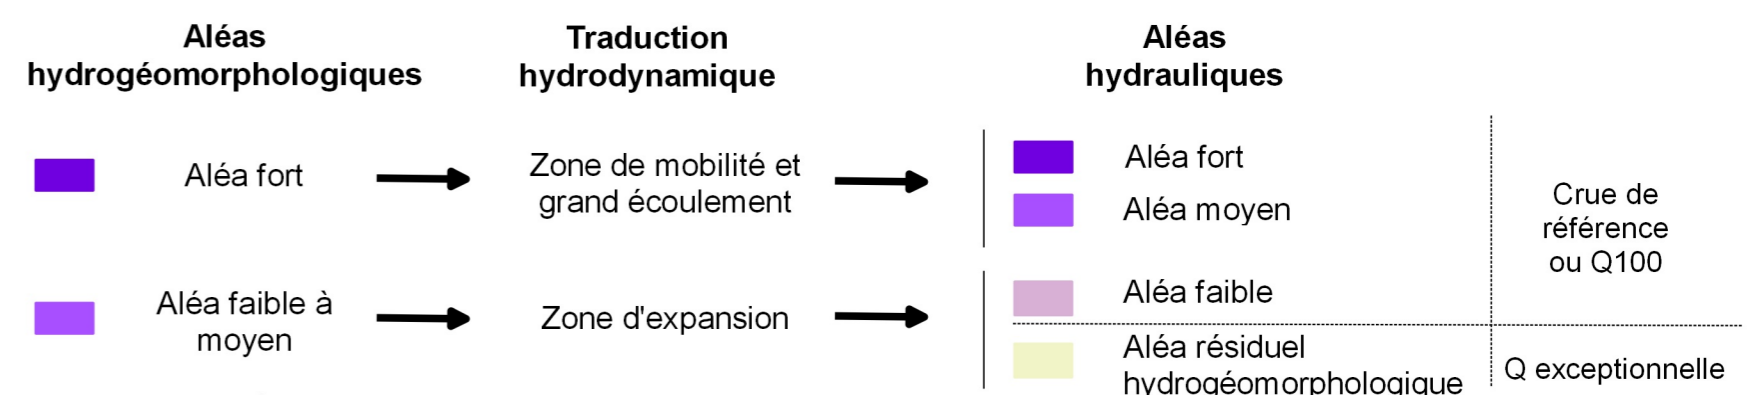 Aléas
hydrogéomorphologiques
Traduction
hydrodynamique
Aléas
hydrauliques
Aléa fort
Zone de mobilité et
grand écoulement
Aléa fort
Aléa moyen
Crue de
référence
ou Q100
Aléa faible à
moyen
Zone d'expansion
Aléa faible
Aléa résiduel
hydrogéomorphologique
Q exceptionnelle